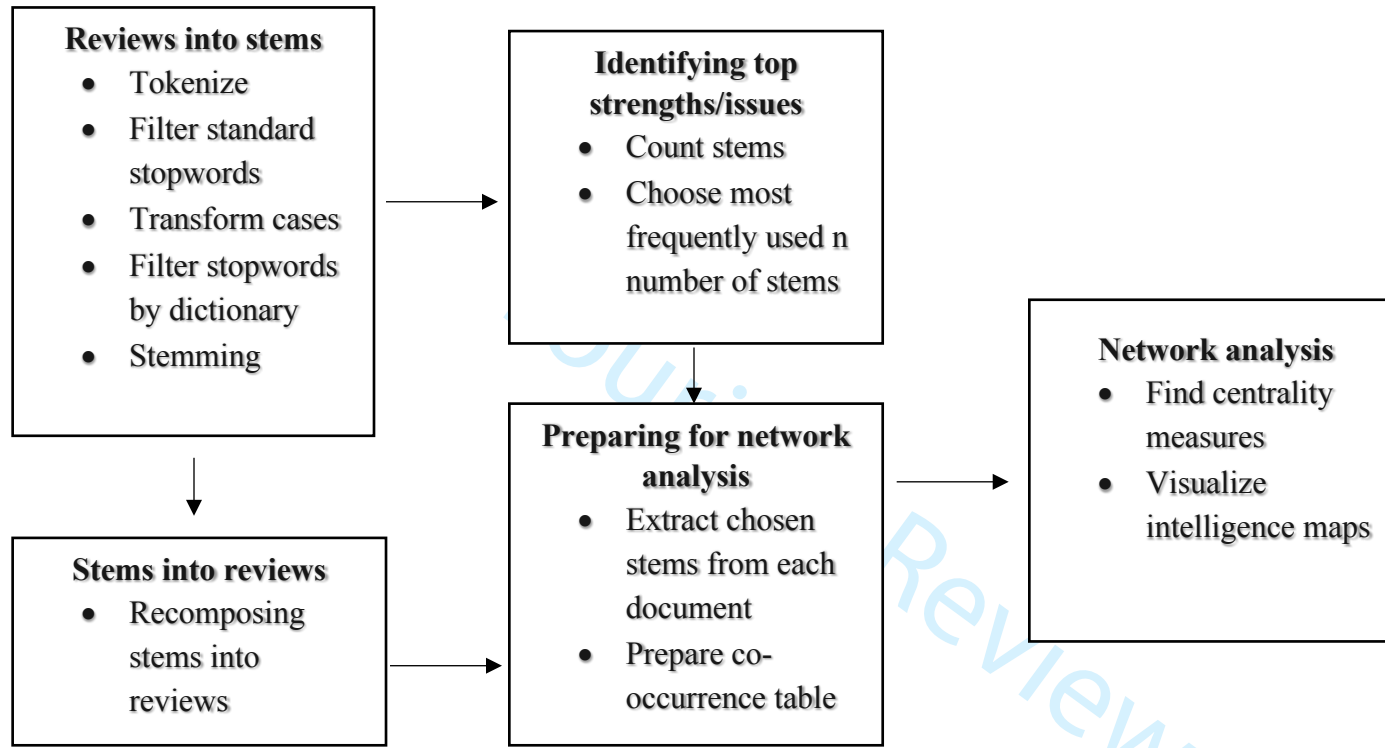 Reviews into stems
• Tokenize
• Filter standard
stopwords
• Transform cases
• Filter stopwords
by dictionary
• Stemming
Identifying top
strengths/issues
• Count stems
• Choose most
frequently used n
number of stems
Stems into reviews
• Recomposing
stems into
reviews
Preparing for network
analysis
• Extract chosen
stems from each
document
• Prepare co-
occurrence table
Network analysis
• Find centrality
measures
• Visualize
intelligence maps
Review